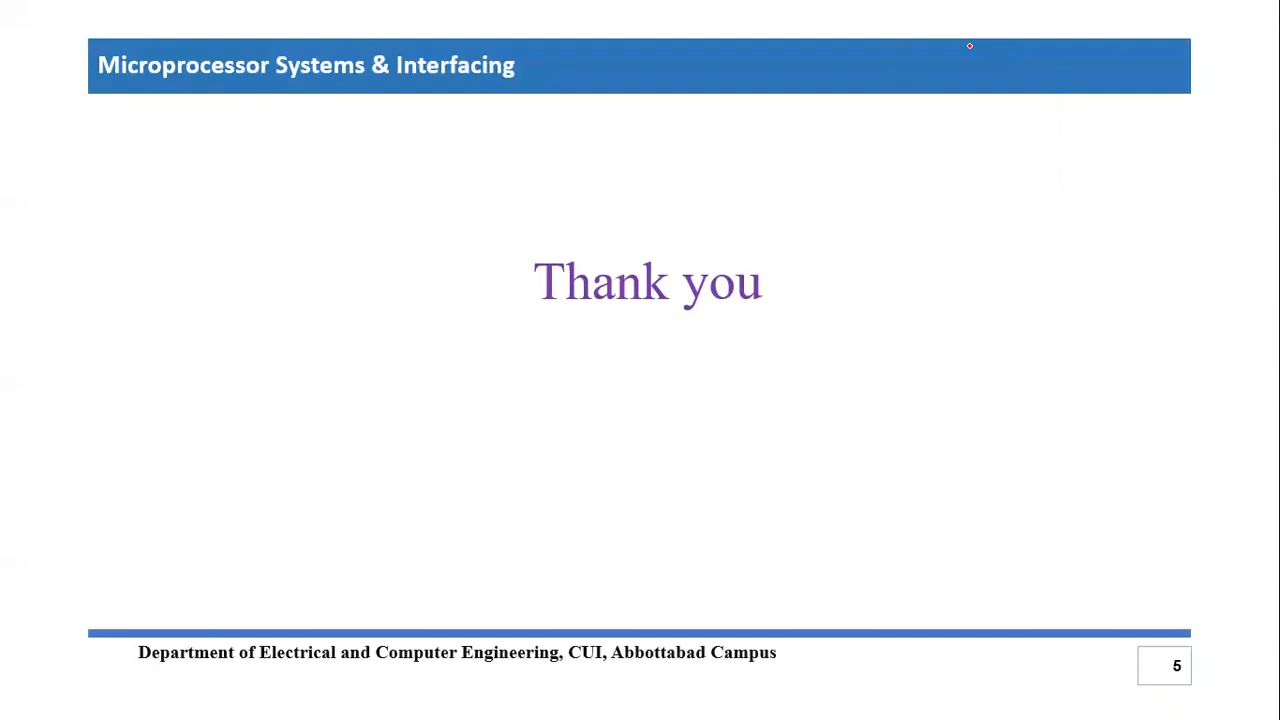 Microprocessor Systems & Interfacing
Thank you
Department of Electrical and Computer Engineering, CUI, Abbottabad Campus
5